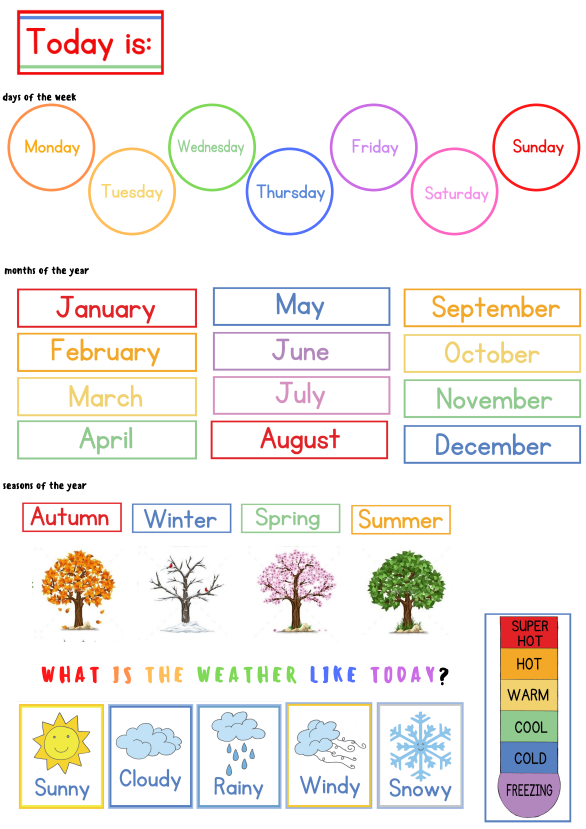 Today is:
days of the week
Monday
Tuesday
Wednesday
Thursday
Friday
Saturday
Sunday
months of the year
January
February
March
April
May
June
July
August
September
October
November
December
seasons of the year
Autumn
Winter
Spring
Summer
WHAT IS THE WEATHER LIKE TODAY?
Sunny
Cloudy
Rainy
Windy
Snowy
SUPER
HOT
HOT
WARM
COOL
COLD
FREEZING